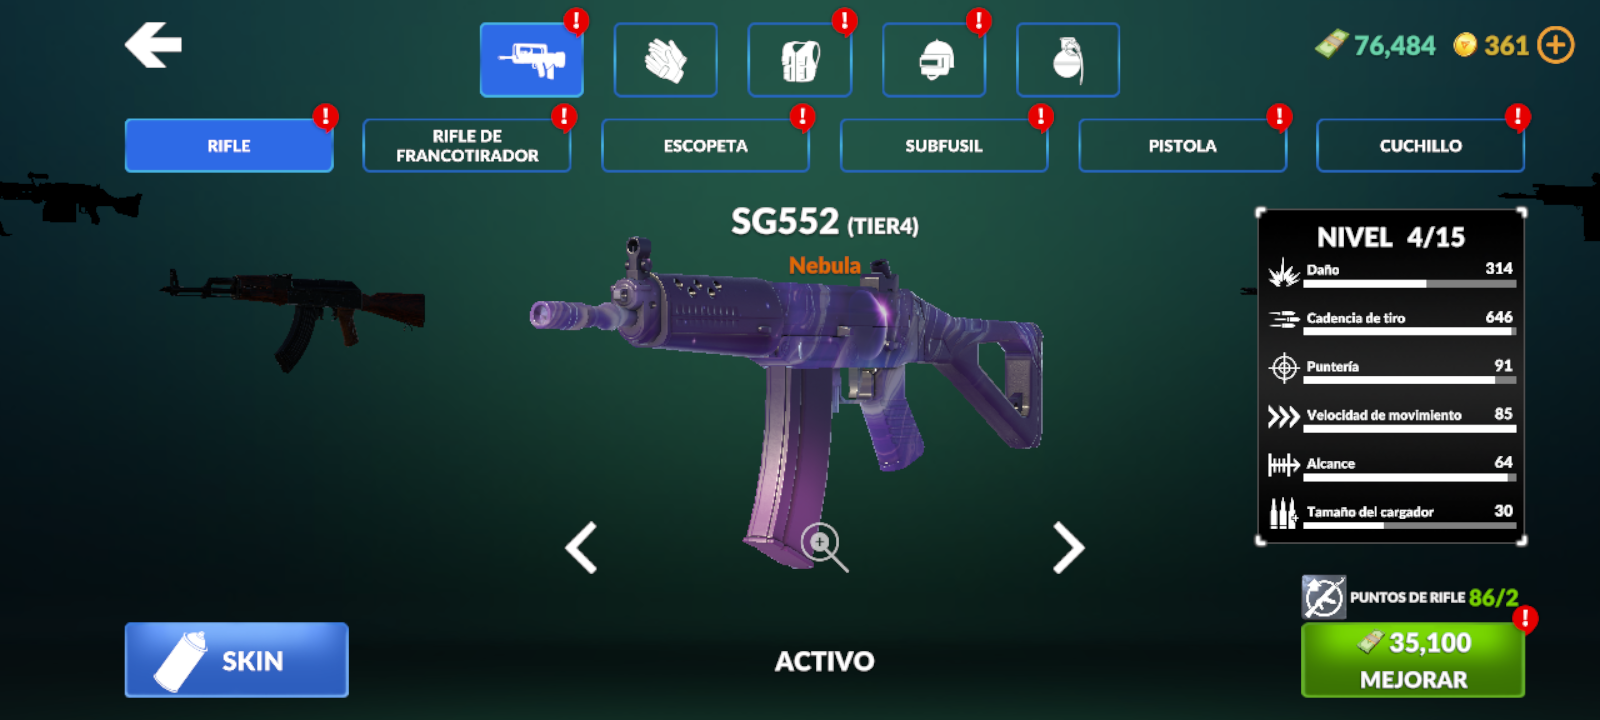 76,484
361
RIFLE
RIFLE DE
FRANCOTIRADOR
ESCOPETA
SUBFUSIL
PISTOLA
CUCHILLO
SG552 (TIER4)
Nebula
NIVEL 4/15
Daño 314
Cadencia de tiro 646
Puntería 91
Velocidad de movimiento 85
Alcance 64
Tamaño del cargador 30
PUNTOS DE RIFLE 86/2
35,100
MEJORAR
SKIN
ACTIVO